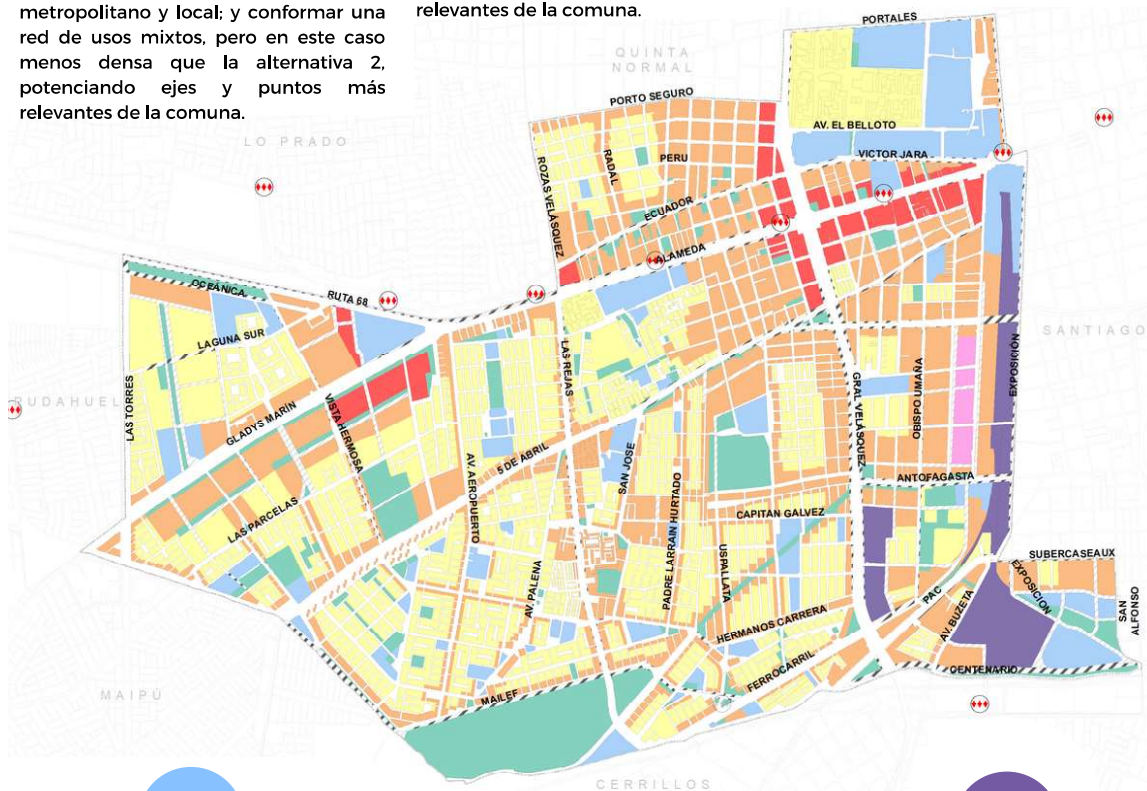 metropolitano y local; y conformar una
red de usos mixtos, pero en este caso
menos densa que la alternativa 2,
potenciando ejes y puntos más
relevantes de la comuna.
relevantes de la comuna.
PORTALES
QUINTA
NORMAL
PORTO SEGURO
AV. EL BELLOTO
LO PRADO
VICTOR JARA
RADAL
PERU
ROZAS VELÁSQUEZ
ECUADOR
ALAMEDA
OCEÁNICA
RUTA 68
LAGUNA SUR
SANTIAGO
LAS REJAS
EXPOSICIÓN
PUDAHUEL
LAS TORRES
GLADYS MARÍN
VISTA HERMOSA
GRAL VELÁSQUEZ
OBISPO UMAÑA
5 DE ABRIL
SAN JOSE
AV. AEROPUERTO
ANTOFAGASTA
LAS PARCELAS
PADRE LARRAIN HURTADO
CAPITAN GALVEZ
USPALLATA
SUBERCASEAUX
AV. PALENA
PAC
AV. BUZETA
EXPOSICION
SAN
ALFONSO
HERMANOS CARRERA
FERROCARRIL
CENTENARIO
MAILEF
MAIPÚ
CERRILLOS